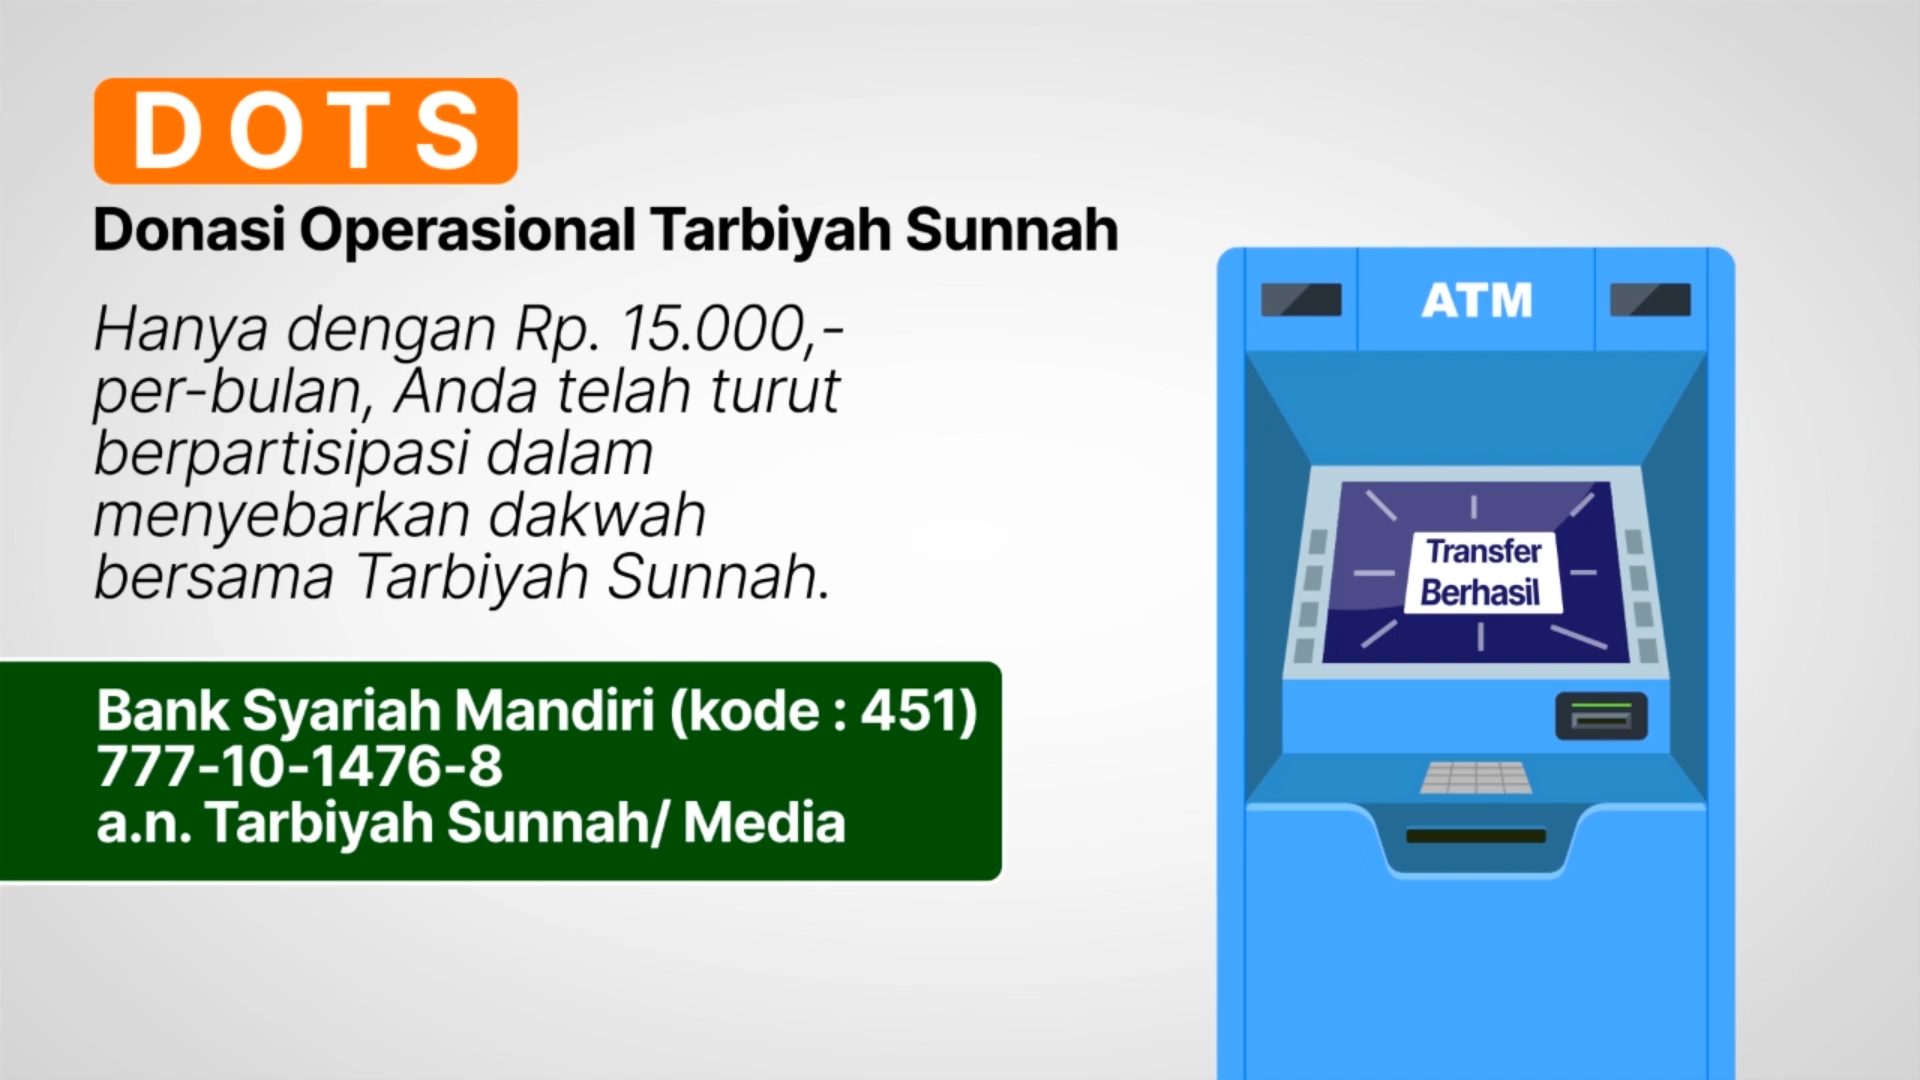 DOTS
Donasi Operasional Tarbiyah Sunnah
Hanya dengan Rp. 15.000,-
per-bulan, Anda telah turut
berpartisipasi dalam
menyebarkan dakwah
bersama Tarbiyah Sunnah.
Bank Syariah Mandiri (kode : 451)
777-10-1476-8
a.n. Tarbiyah Sunnah/ Media
ATM
Transfer
Berhasil